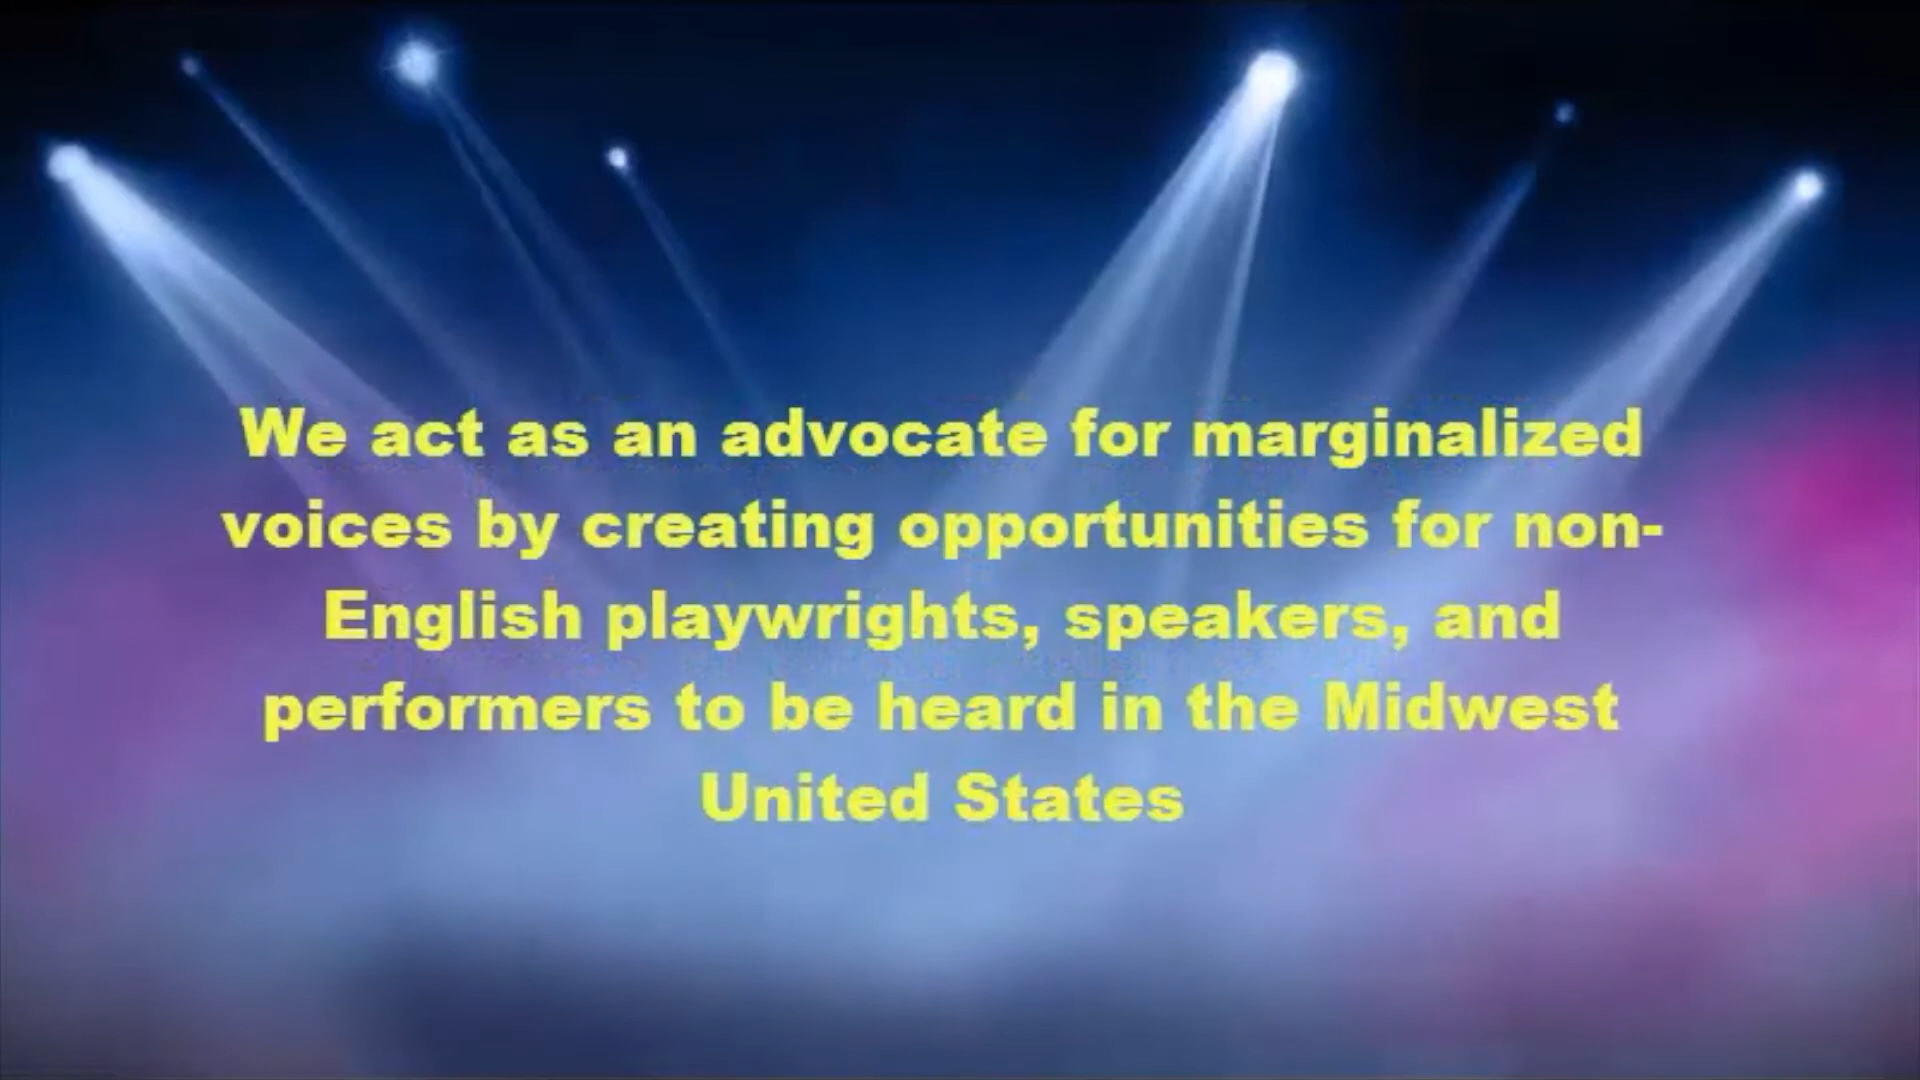 We act as an advocate for marginalized
voices by creating opportunities for non-
English playwrights, speakers, and
performers to be heard in the Midwest
United States